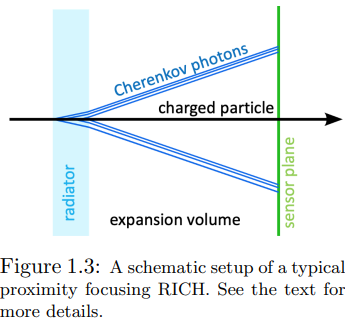 Cherenkov photons
charged particle
radiator
sensor plane
expansion volume
Figure 1.3: A schematic setup of a typical
proximity focusing RICH. See the text for
more details.